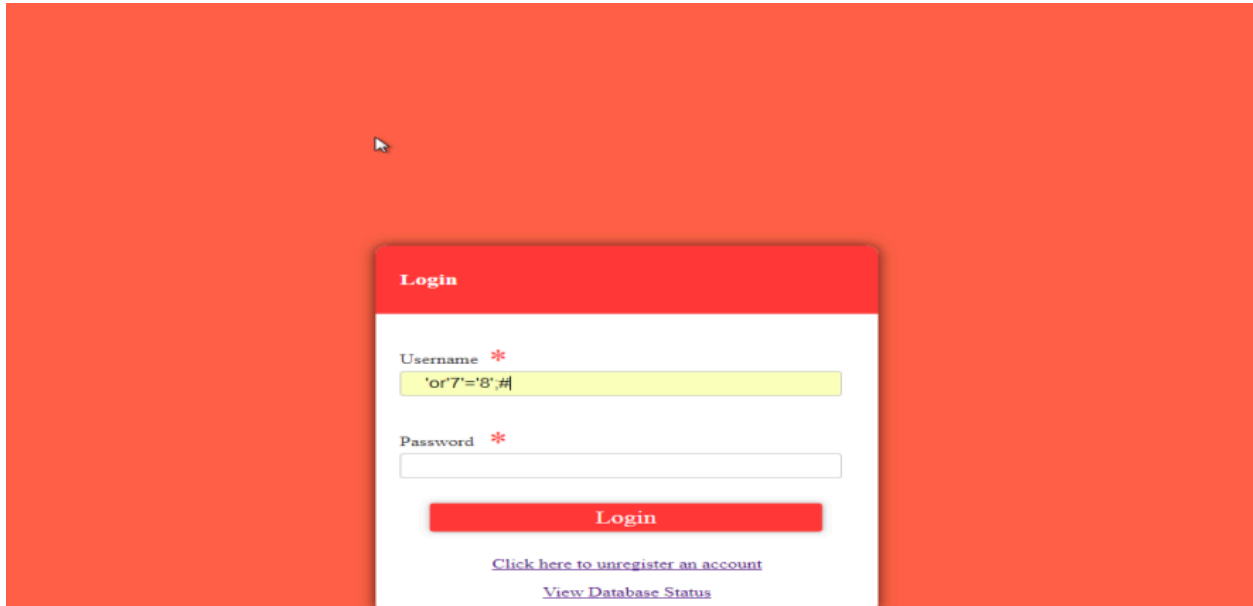 Login
Username *
'or'7'='8';#
Password *
Login
Click here to unregister an account
View Database Status